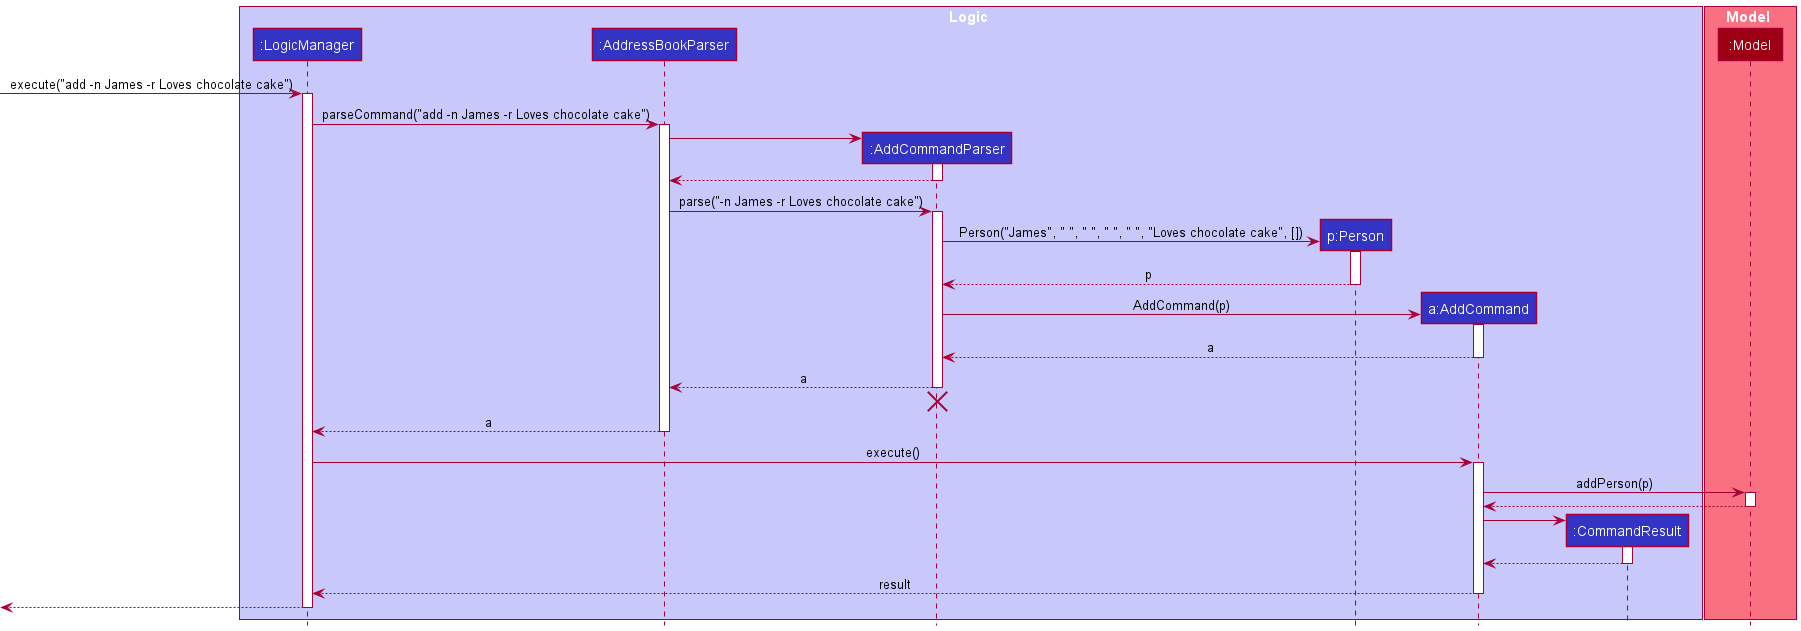 Logic
Model
:LogicManager
:AddressBookParser
:Model
execute("add -n James -r Loves chocolate cake")
parseCommand("add -n James -r Loves chocolate cake")
:AddCommandParser
parse("-n James -r Loves chocolate cake")
Person("James", " ", " ", " ", " ", "Loves chocolate cake", [])
p:Person
p
AddCommand(p)
a:AddCommand
a
a
a
execute()
addPerson(p)
:CommandResult
result